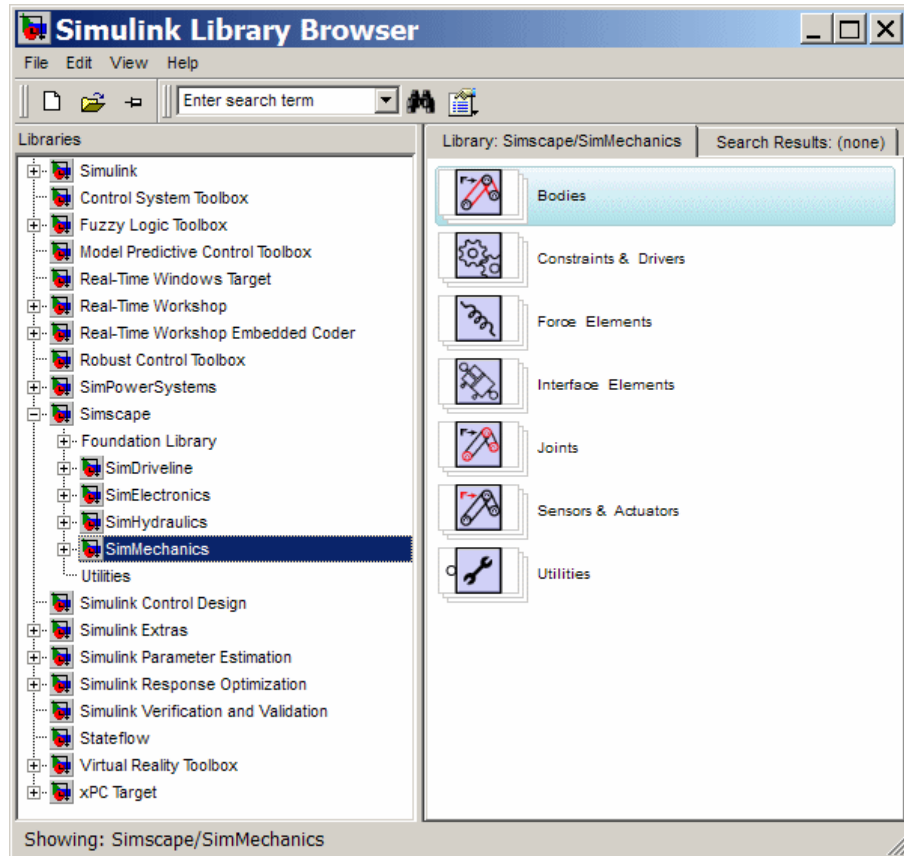 Simulink Library Browser
File Edit View Help
Enter search term
Libraries
Simulink
Control System Toolbox
Fuzzy Logic Toolbox
Model Predictive Control Toolbox
Real-Time Windows Target
Real-Time Workshop
Real-Time Workshop Embedded Coder
Robust Control Toolbox
SimPowerSystems
Simscape
Foundation Library
SimDriveline
SimElectronics
SimHydraulics
SimMechanics
Utilities
Simulink Control Design
Simulink Extras
Simulink Parameter Estimation
Simulink Response Optimization
Simulink Verification and Validation
Stateflow
Virtual Reality Toolbox
xPC Target
Library: Simscape/SimMechanics
Search Results: (none)
Bodies
Constraints & Drivers
Force Elements
Interface Elements
Joints
Sensors & Actuators
Utilities
Showing: Simscape/SimMechanics